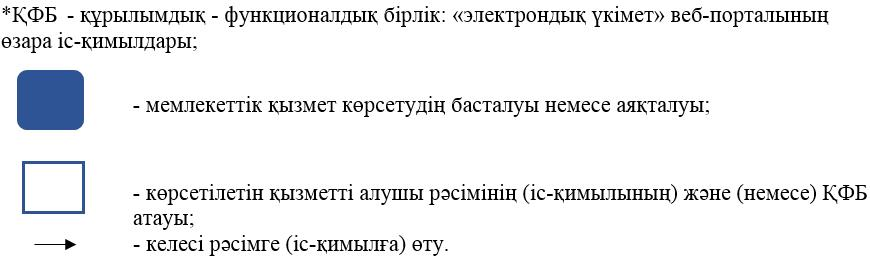 *ҚФБ - құрылымдық - функционалдық бірлік: «электрондық үкімет» веб-порталының
өзара іс-қимылдары;
- мемлекеттік қызмет көрсетудің басталуы немесе аяқталуы;
- көрсетілетін қызметті алушы рәсімінің (іс-қимылының) және (немесе) ҚФБ
атауы;
- келесі рәсімге (іс-қимылға) өту.